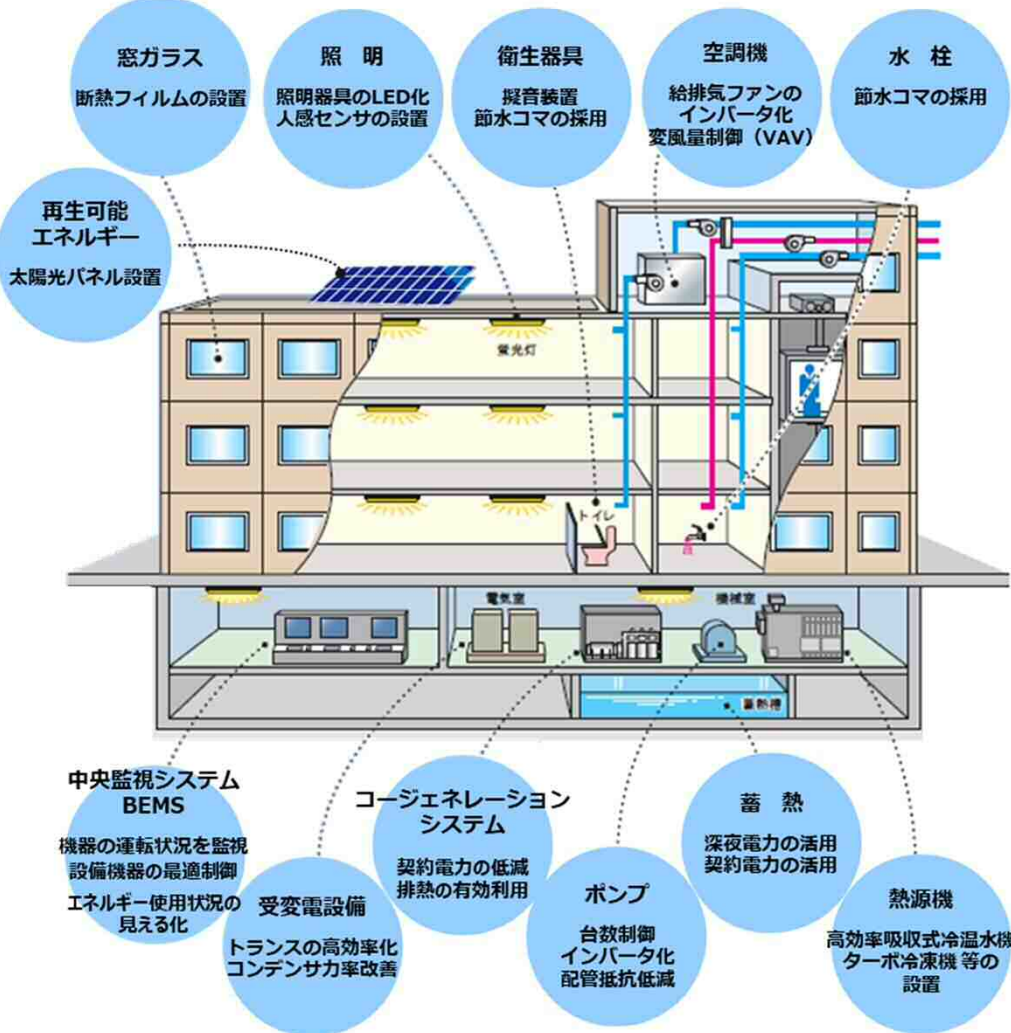 窓ガラス
断熱フィルムの設置
照　明
照明器具のLED化
人感センサの設置
衛生器具
擬音装置
節水コマの採用
空調機
給排気ファンの
インバータ化
変風量制御（VAV）
水　栓
節水コマの採用
再生可能
エネルギー
太陽光パネル設置
蛍光灯
トイレ
電気室
機械室
蓄熱槽
中央監視システム
BEMS
機器の運転状況を監視
設備機器の最適制御
エネルギー使用状況の
見える化
受変電設備
トランスの高効率化
コンデンサ力率改善
コージェネレーション
システム
契約電力の低減
排熱の有効利用
ポンプ
台数制御
インバータ化
配管抵抗低減
蓄　熱
深夜電力の活用
契約電力の活用
熱源機
高効率吸収式冷温水機
ターボ冷凍機 等の
設置